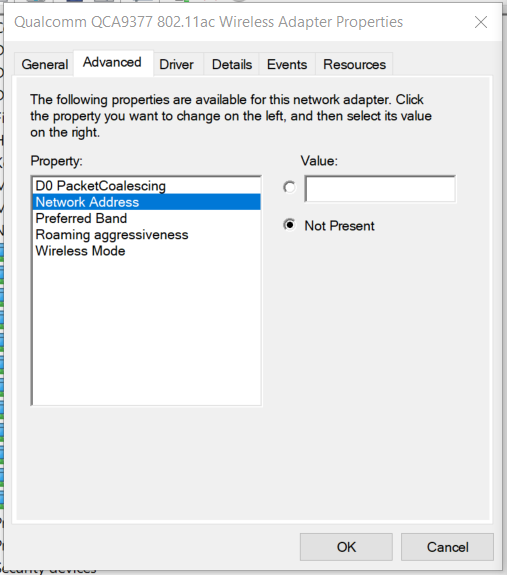 Qualcomm QCA9377 802.11ac Wireless Adapter Properties
General Advanced Driver Details Events Resources
The following properties are available for this network adapter. Click
the property you want to change on the left, and then select its value
on the right.
Property:
Value:
D0 PacketCoalescing
Network Address
Preferred Band
Roaming aggressiveness
Wireless Mode
Not Present
OK
Cancel